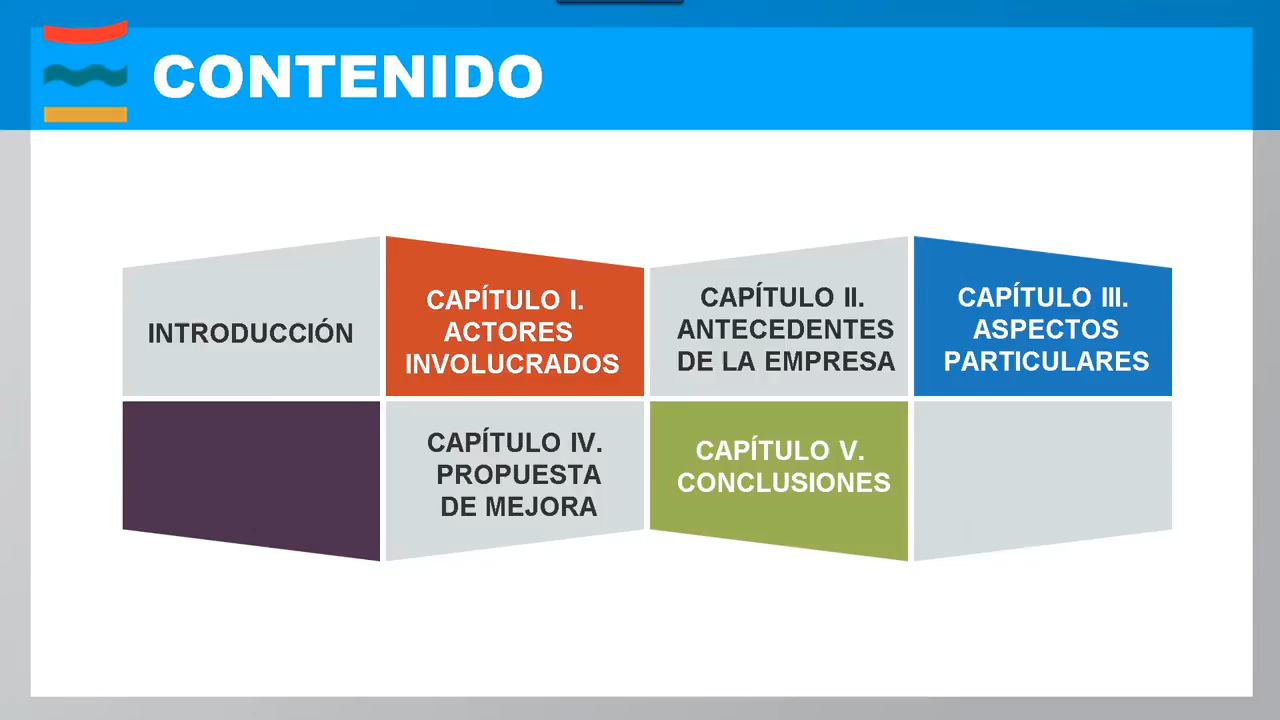 CONTENIDO
INTRODUCCIÓN
CAPÍTULO I.
ACTORES
INVOLUCRADOS
CAPÍTULO II.
ANTECEDENTES
DE LA EMPRESA
CAPÍTULO III.
ASPECTOS
PARTICULARES
CAPÍTULO IV.
PROPUESTA
DE MEJORA
CAPÍTULO V.
CONCLUSIONES